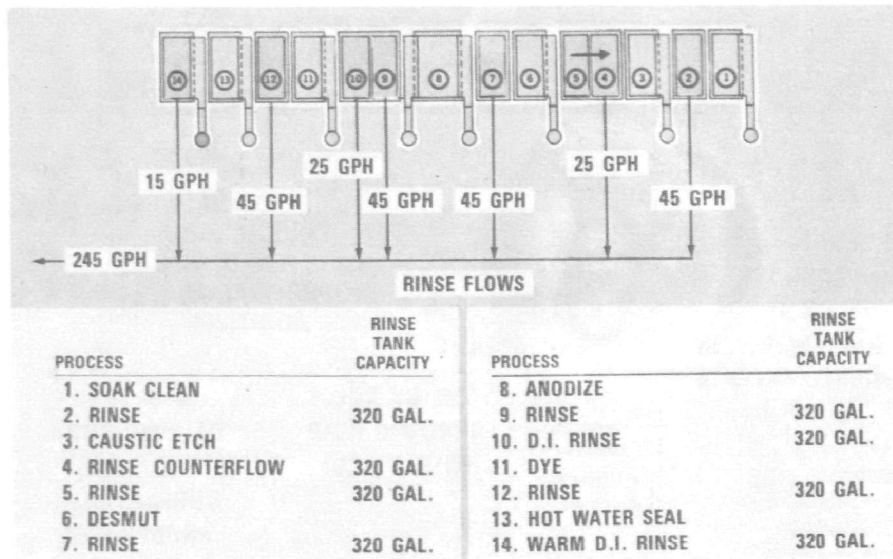 14 13 12 11 10 9 8 7 6 5 4 3 2 1
15 GPH 25 GPH 25 GPH
45 GPH 45 GPH 45 GPH 45 GPH
245 GPH
RINSE FLOWS
PROCESS RINSE TANK CAPACITY
1. SOAK CLEAN
2. RINSE 320 GAL.
3. CAUSTIC ETCH
4. RINSE COUNTERFLOW 320 GAL.
5. RINSE 320 GAL.
6. DESMUT
7. RINSE 320 GAL.
PROCESS RINSE TANK CAPACITY
8. ANODIZE
9. RINSE 320 GAL.
10. D.I. RINSE 320 GAL.
11. DYE
12. RINSE 320 GAL.
13. HOT WATER SEAL
14. WARM D.I. RINSE 320 GAL.